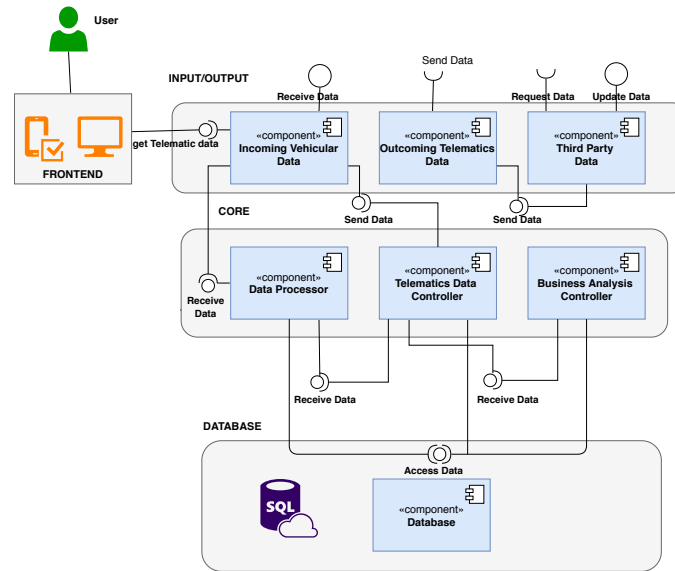 User
Send Data
INPUT/OUTPUT
Receive Data
Request Data
Update Data
get Telematic data
FRONTEND
«component»
Incoming Vehicular
Data
«component»
Outcoming Telematics
Data
«component»
Third Party
Data
CORE
Send Data
Send Data
«component»
Data Processor
«component»
Telematics Data
Controller
«component»
Business Analysis
Controller
Receive
Data
Receive Data
Receive Data
DATABASE
Access Data
SQL
«component»
Database